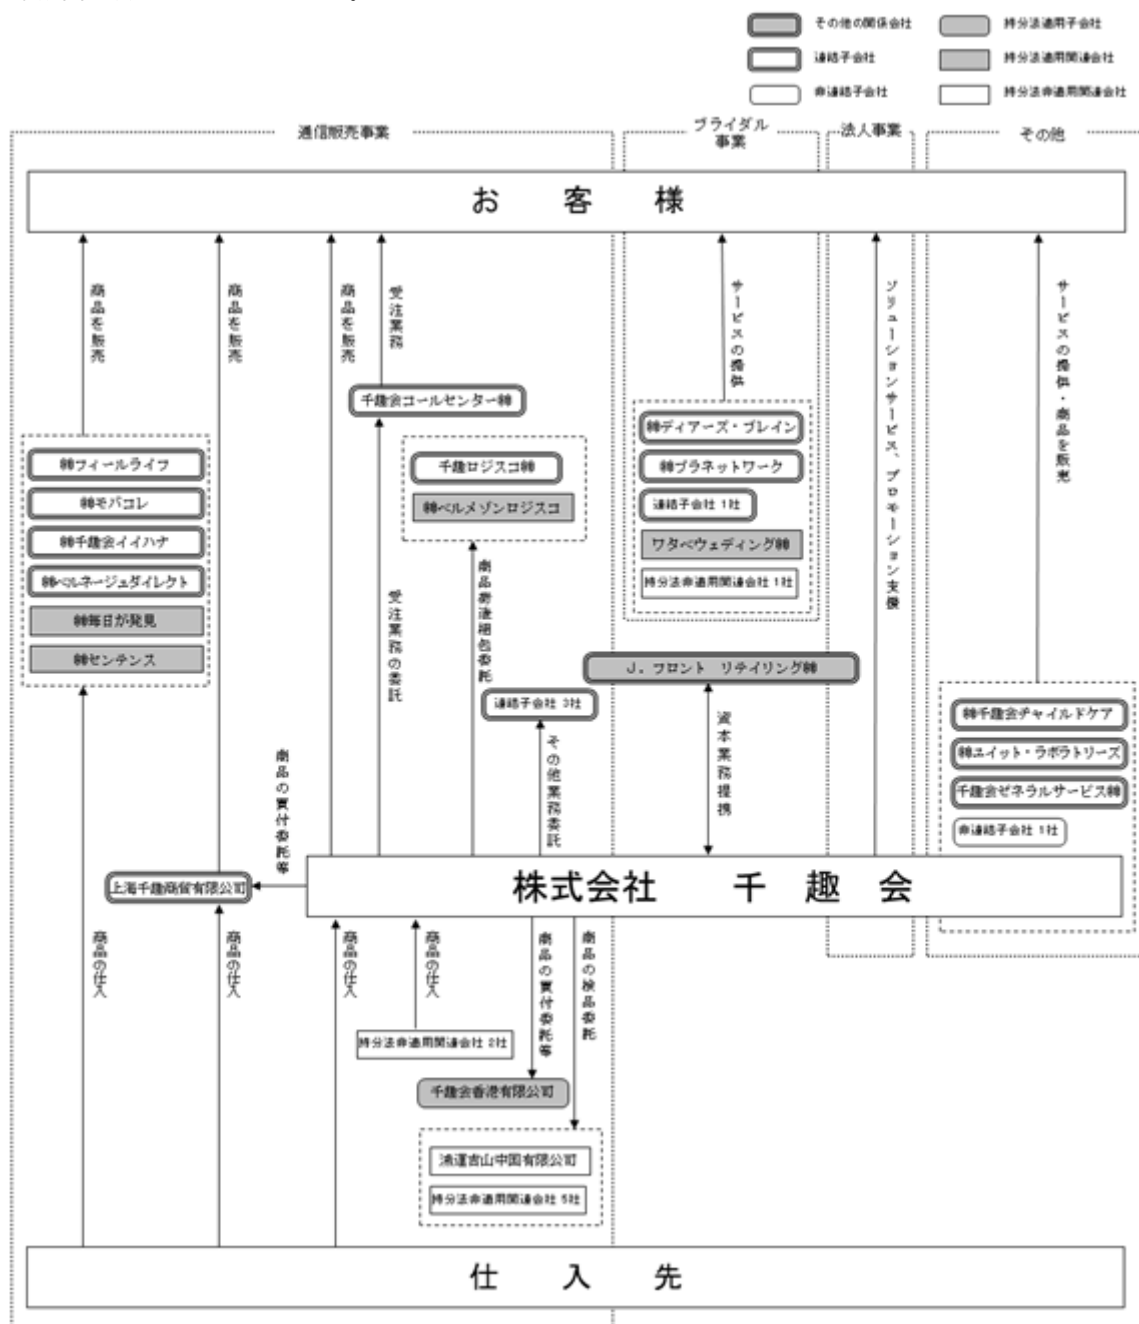 その他の関係会社
持分法適用子会社
連結子会社
持分法適用関連会社
非連結子会社
持分法非適用関連会社
通信販売事業
ブライダル
事業
法人事業
その他
お客様
商品を販売
商品を販売
商品を販売
受注業務
サービスの提供
ソリューションサービス、プロモーション支援
サービスの提供・商品を販売
千趣会コールセンター㈱
㈱フィールライフ
㈱モバコレ
㈱千趣会イイハナ
㈱ベルネージュダイレクト
㈱毎日が発見
㈱センテンス
千趣ロジスコ㈱
㈱ベルメゾンロジスコ
㈱ディアーズ・ブレイン
㈱プラネットワーク
連結子会社 1社
ワタベウェディング㈱
持分法非適用関連会社 1社
受注業務の委託
商品荷造梱包委託
J.フロント リテイリング㈱
連結子会社 3社
その他業務委託
資本業務提携
㈱千趣会チャイルドケア
㈱ユイット・ラボラトリーズ
千趣会ゼネラルサービス㈱
非連結子会社 1社
商品の買付委託等
上海千趣商貿有限公司
株式会社 千趣会
商品の仕入
商品の仕入
商品の仕入
商品の仕入
商品の買付委託等
商品の検品委託
持分法非適用関連会社 2社
千趣会香港有限公司
持分法非適用関連会社 5社
仕入先